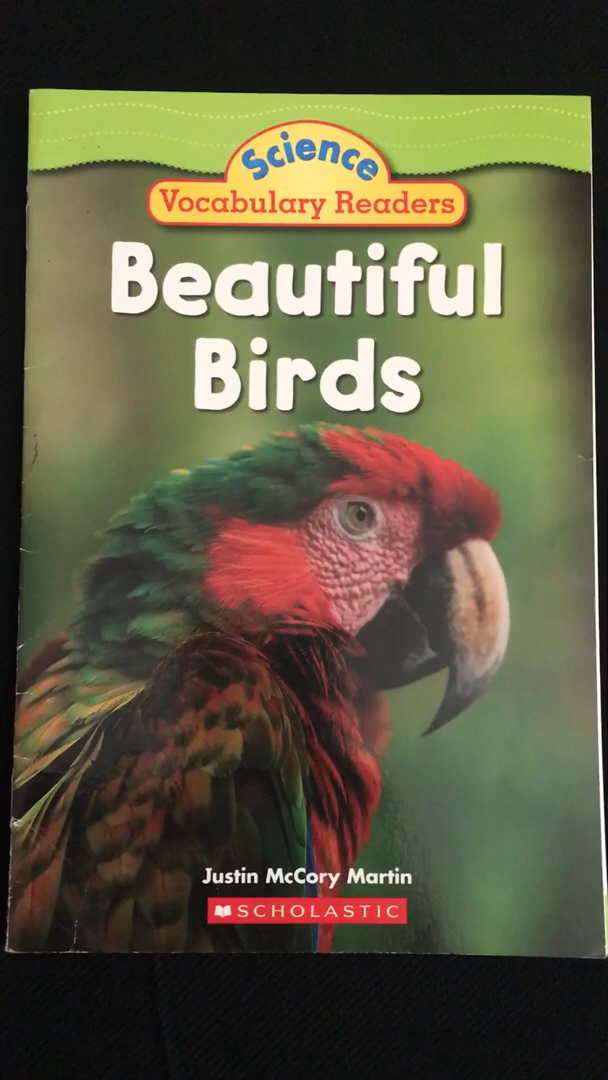 Science
Vocabulary Readers
Beautiful
Birds
Justin McCory Martin
SCHOLASTIC